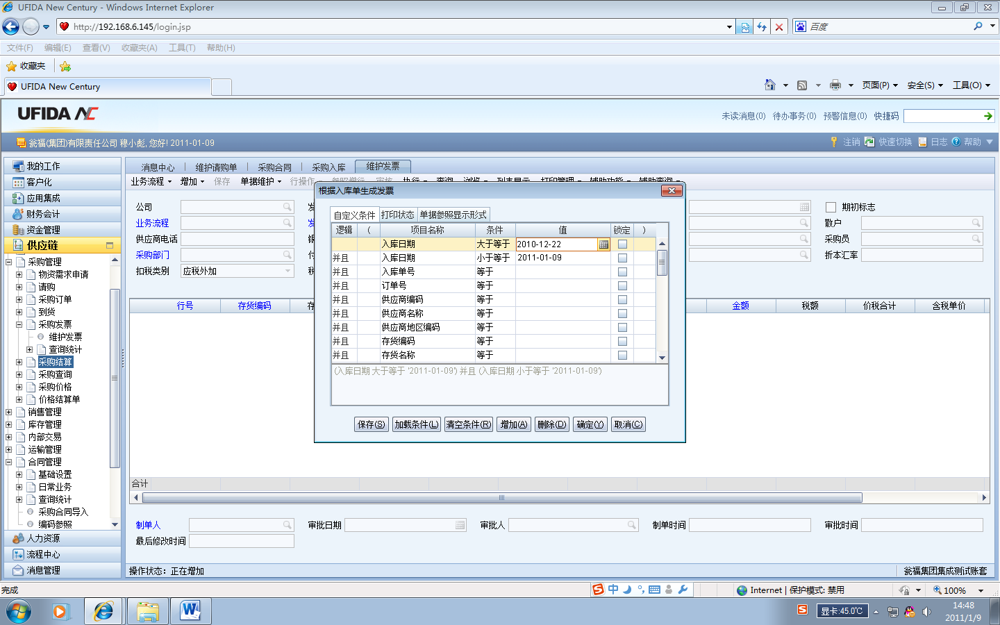 UFIDA New Century - Windows Internet Explorer
http://192.168.6.145/login.jsp
百度
文件(F) 编辑(E) 查看(V) 收藏夹(A) 工具(T) 帮助(H)
收藏夹
UFIDA New Century
页面(P) 安全(S) 工具(O)
UFIDA NC
未读消息(0) 待办事务(0) 预警信息(0) 快捷码
瓮福(集团)有限责任公司 穆小彪, 您好! 2011-01-09
注销 快速切换 日志 帮助
我的工作
客户化
应用集成
财务会计
资金管理
供应链
采购管理
物资需求申请
请购
采购订单
到货
采购发票
维护发票
查询统计
采购结算
采购查询
采购价格
价格结算单
销售管理
库存管理
内部交易
运输管理
合同管理
基础设置
日常业务
查询统计
采购合同导入
编码参照
人力资源
流程中心
消息管理
消息中心 维护请购单 采购合同 采购入库 维护发票
业务流程 增加 保存 单据维护 行操作
公司
业务流程
供应商电话
采购部门
扣税类别 应税外加
期初标志
散户
采购员
折本汇率
行号 存货编码 金额 税额 价税合计 含税单价
根据入库单生成发票
自定义条件 打印状态 单据参照显示形式
逻辑 ( 项目名称 条件 值 锁定 )
入库日期 大于等于 2010-12-22
并且 入库日期 小于等于 2011-01-09
并且 入库单号 等于
并且 订单号 等于
并且 供应商编码 等于
并且 供应商名称 等于
并且 供应商地区编码 等于
并且 存货编码 等于
并且 存货名称 等于
(入库日期 大于等于 '2011-01-09') 并且 (入库日期 小于等于 '2011-01-09')
保存(S) 加载条件(L) 清空条件(R) 增加(A) 删除(D) 确定(Y) 取消(C)
合计
制单人 审批日期 审批人 制单时间 审批时间
最后修改时间
操作状态：正在增加
瓮福集团集成测试账套
完成
中
Internet | 保护模式: 禁用
100%
显卡:45.0℃
14:48
2011/1/9